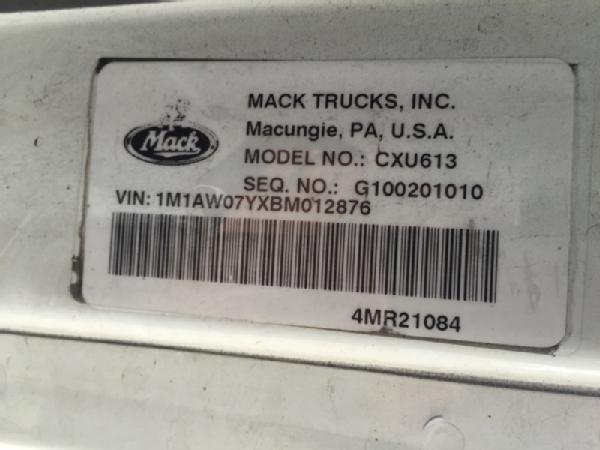 Mack
MACK TRUCKS, INC.
Macungie, PA, U.S.A.
MODEL NO.: CXU613
SEQ. NO.: G100201010
VIN: 1M1AW07YXBM012876
4MR21084